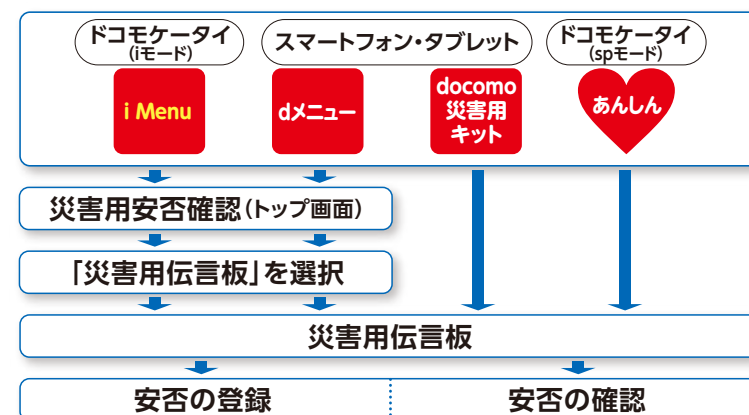 ドコモケータイ
(iモード)
スマートフォン・タブレット
ドコモケータイ
(spモード)
i Menu
dメニュー
docomo
災害用
キット
あんしん
災害用安否確認(トップ画面)
「災害用伝言板」を選択
災害用伝言板
安否の登録
安否の確認